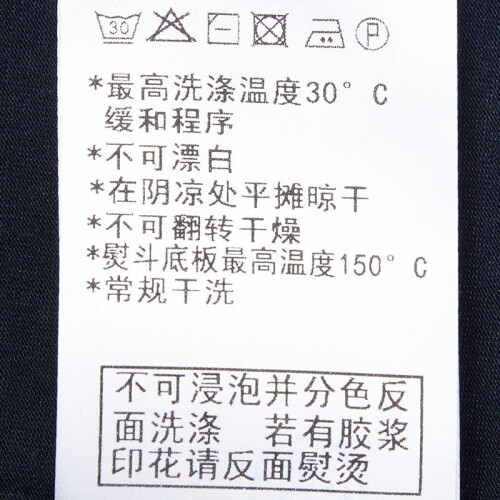 30 P
*最高洗涤温度30°C
缓和程序
*不可漂白
*在阴凉处平摊晾干
*不可翻转干燥
*熨斗底板最高温度150°C
*常规干洗
不可浸泡并分色反
面洗涤 若有胶浆
印花请反面熨烫